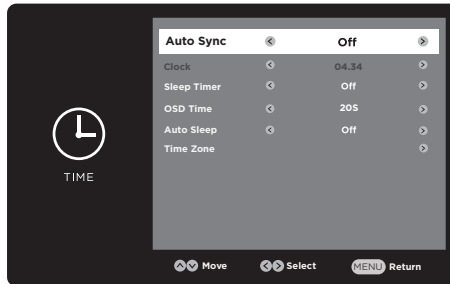 Auto Sync Off
Clock 04.34
Sleep Timer Off
OSD Time 20S
Auto Sleep Off
Time Zone
TIME
Move Select MENU Return